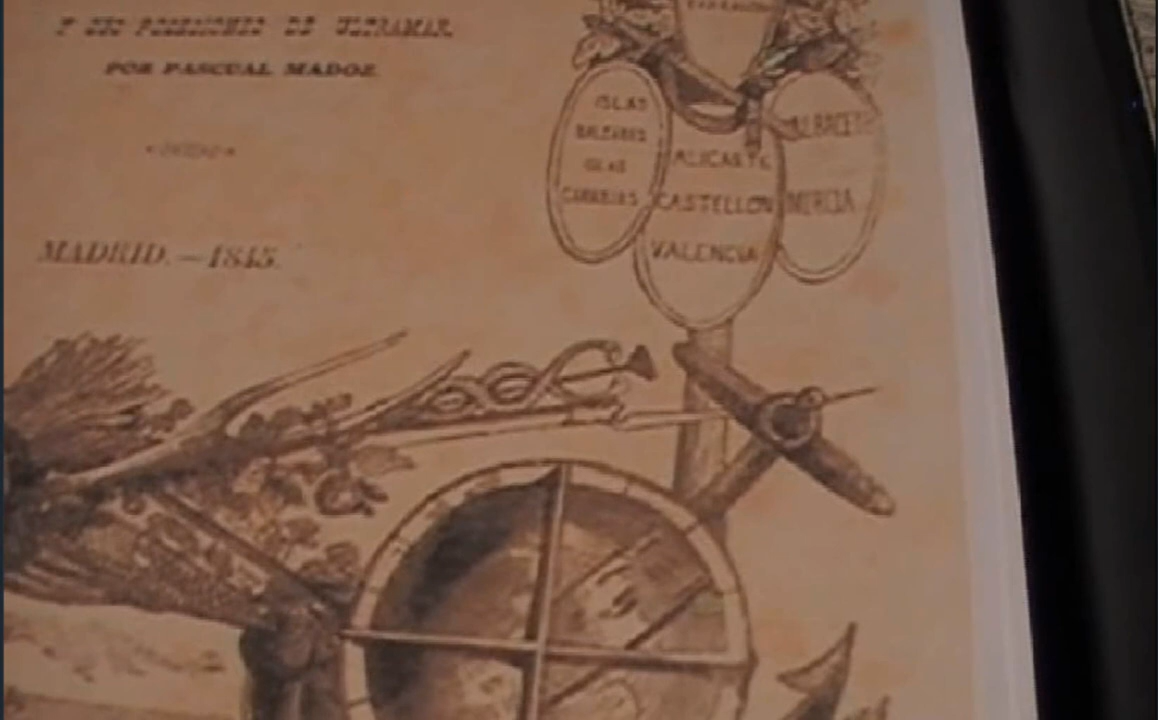 Y SUS POSESIONES DE ULTRAMAR,
POR PASCUAL MADOZ.
MADRID.—1845.
ISLAS
BALEARES
ISLAS
CANARIAS
ALICANTE
CASTELLON
VALENCIA
ALBACETE
MURCIA